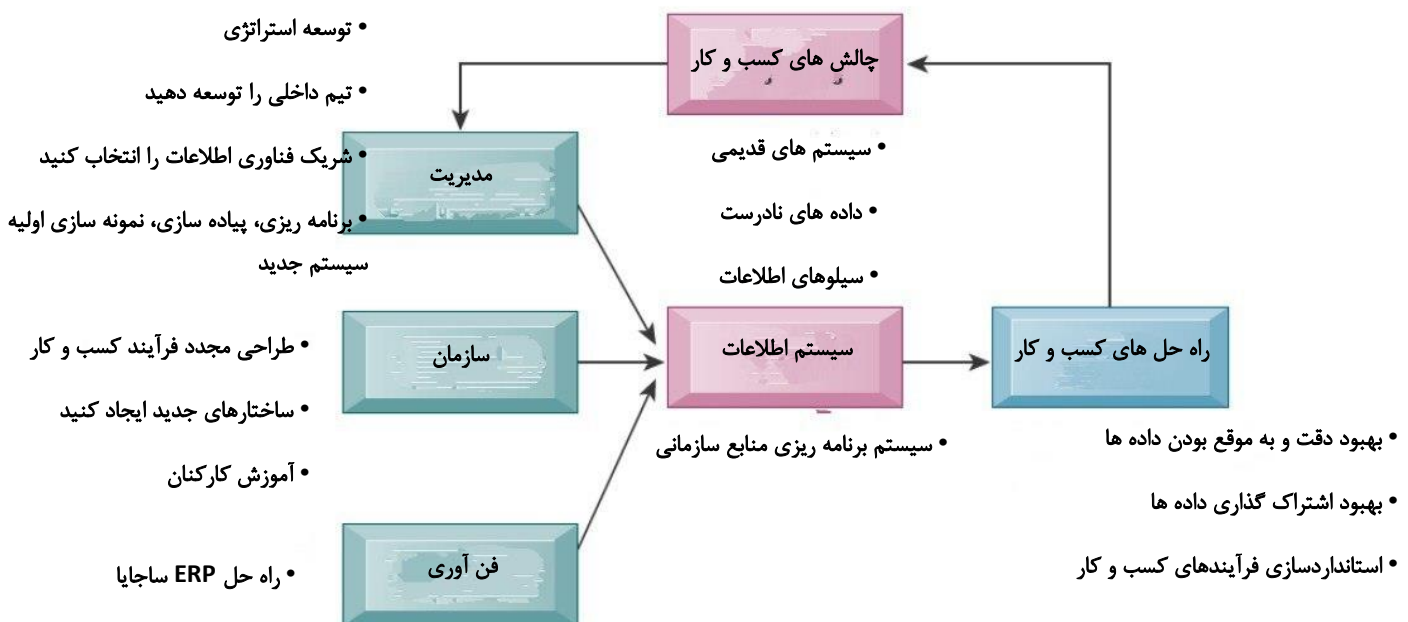 • توسعه استراتژی
• تیم داخلی را توسعه دهید
• شریک فناوری اطلاعات را انتخاب کنید
• برنامه ریزی، پیاده سازی، نمونه سازی اولیه
سیستم جدید
مدیریت
چالش های کسب و کار
• سیستم های قدیمی
• داده های نادرست
• سیلوهای اطلاعات
• طراحی مجدد فرآیند کسب و کار
• ساختارهای جدید ایجاد کنید
• آموزش کارکنان
سازمان
سیستم اطلاعات
• سیستم برنامه ریزی منابع سازمانی
راه حل های کسب و کار
• بهبود دقت و به موقع بودن داده ها
• بهبود اشتراک گذاری داده ها
• استانداردسازی فرآیندهای کسب و کار
فن آوری
• راه حل ERP ساجایا